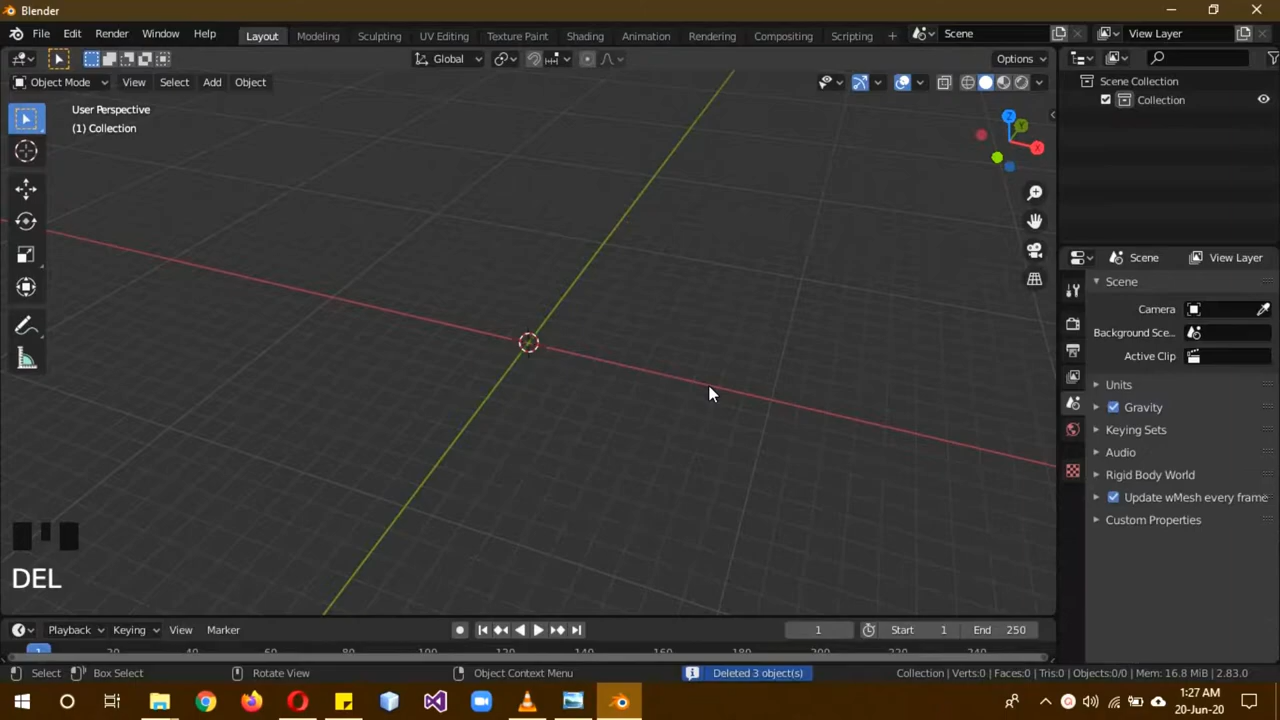 Blender
File Edit Render Window Help Layout Modeling Sculpting UV Editing Texture Paint Shading Animation Rendering Compositing Scripting + Scene View Layer
Global Options
Object Mode View Select Add Object
Scene Collection
Collection
User Perspective
(1) Collection
Z
Y
X
Scene View Layer
Scene
Camera
Background Sce..
Active Clip
Units
Gravity
Keying Sets
Audio
Rigid Body World
Update wMesh every frame
Custom Properties
DEL
Playback Keying View Marker 1 Start 1 End 250
1 100 120 140 160 180 200 220 240
Select Box Select Rotate View Object Context Menu Deleted 3 object(s) Collection | Verts:0 | Faces:0 | Tris:0 | Objects:0/0 | Mem: 16.8 MiB | 2.83.0
1:27 AM
20-Jun-20